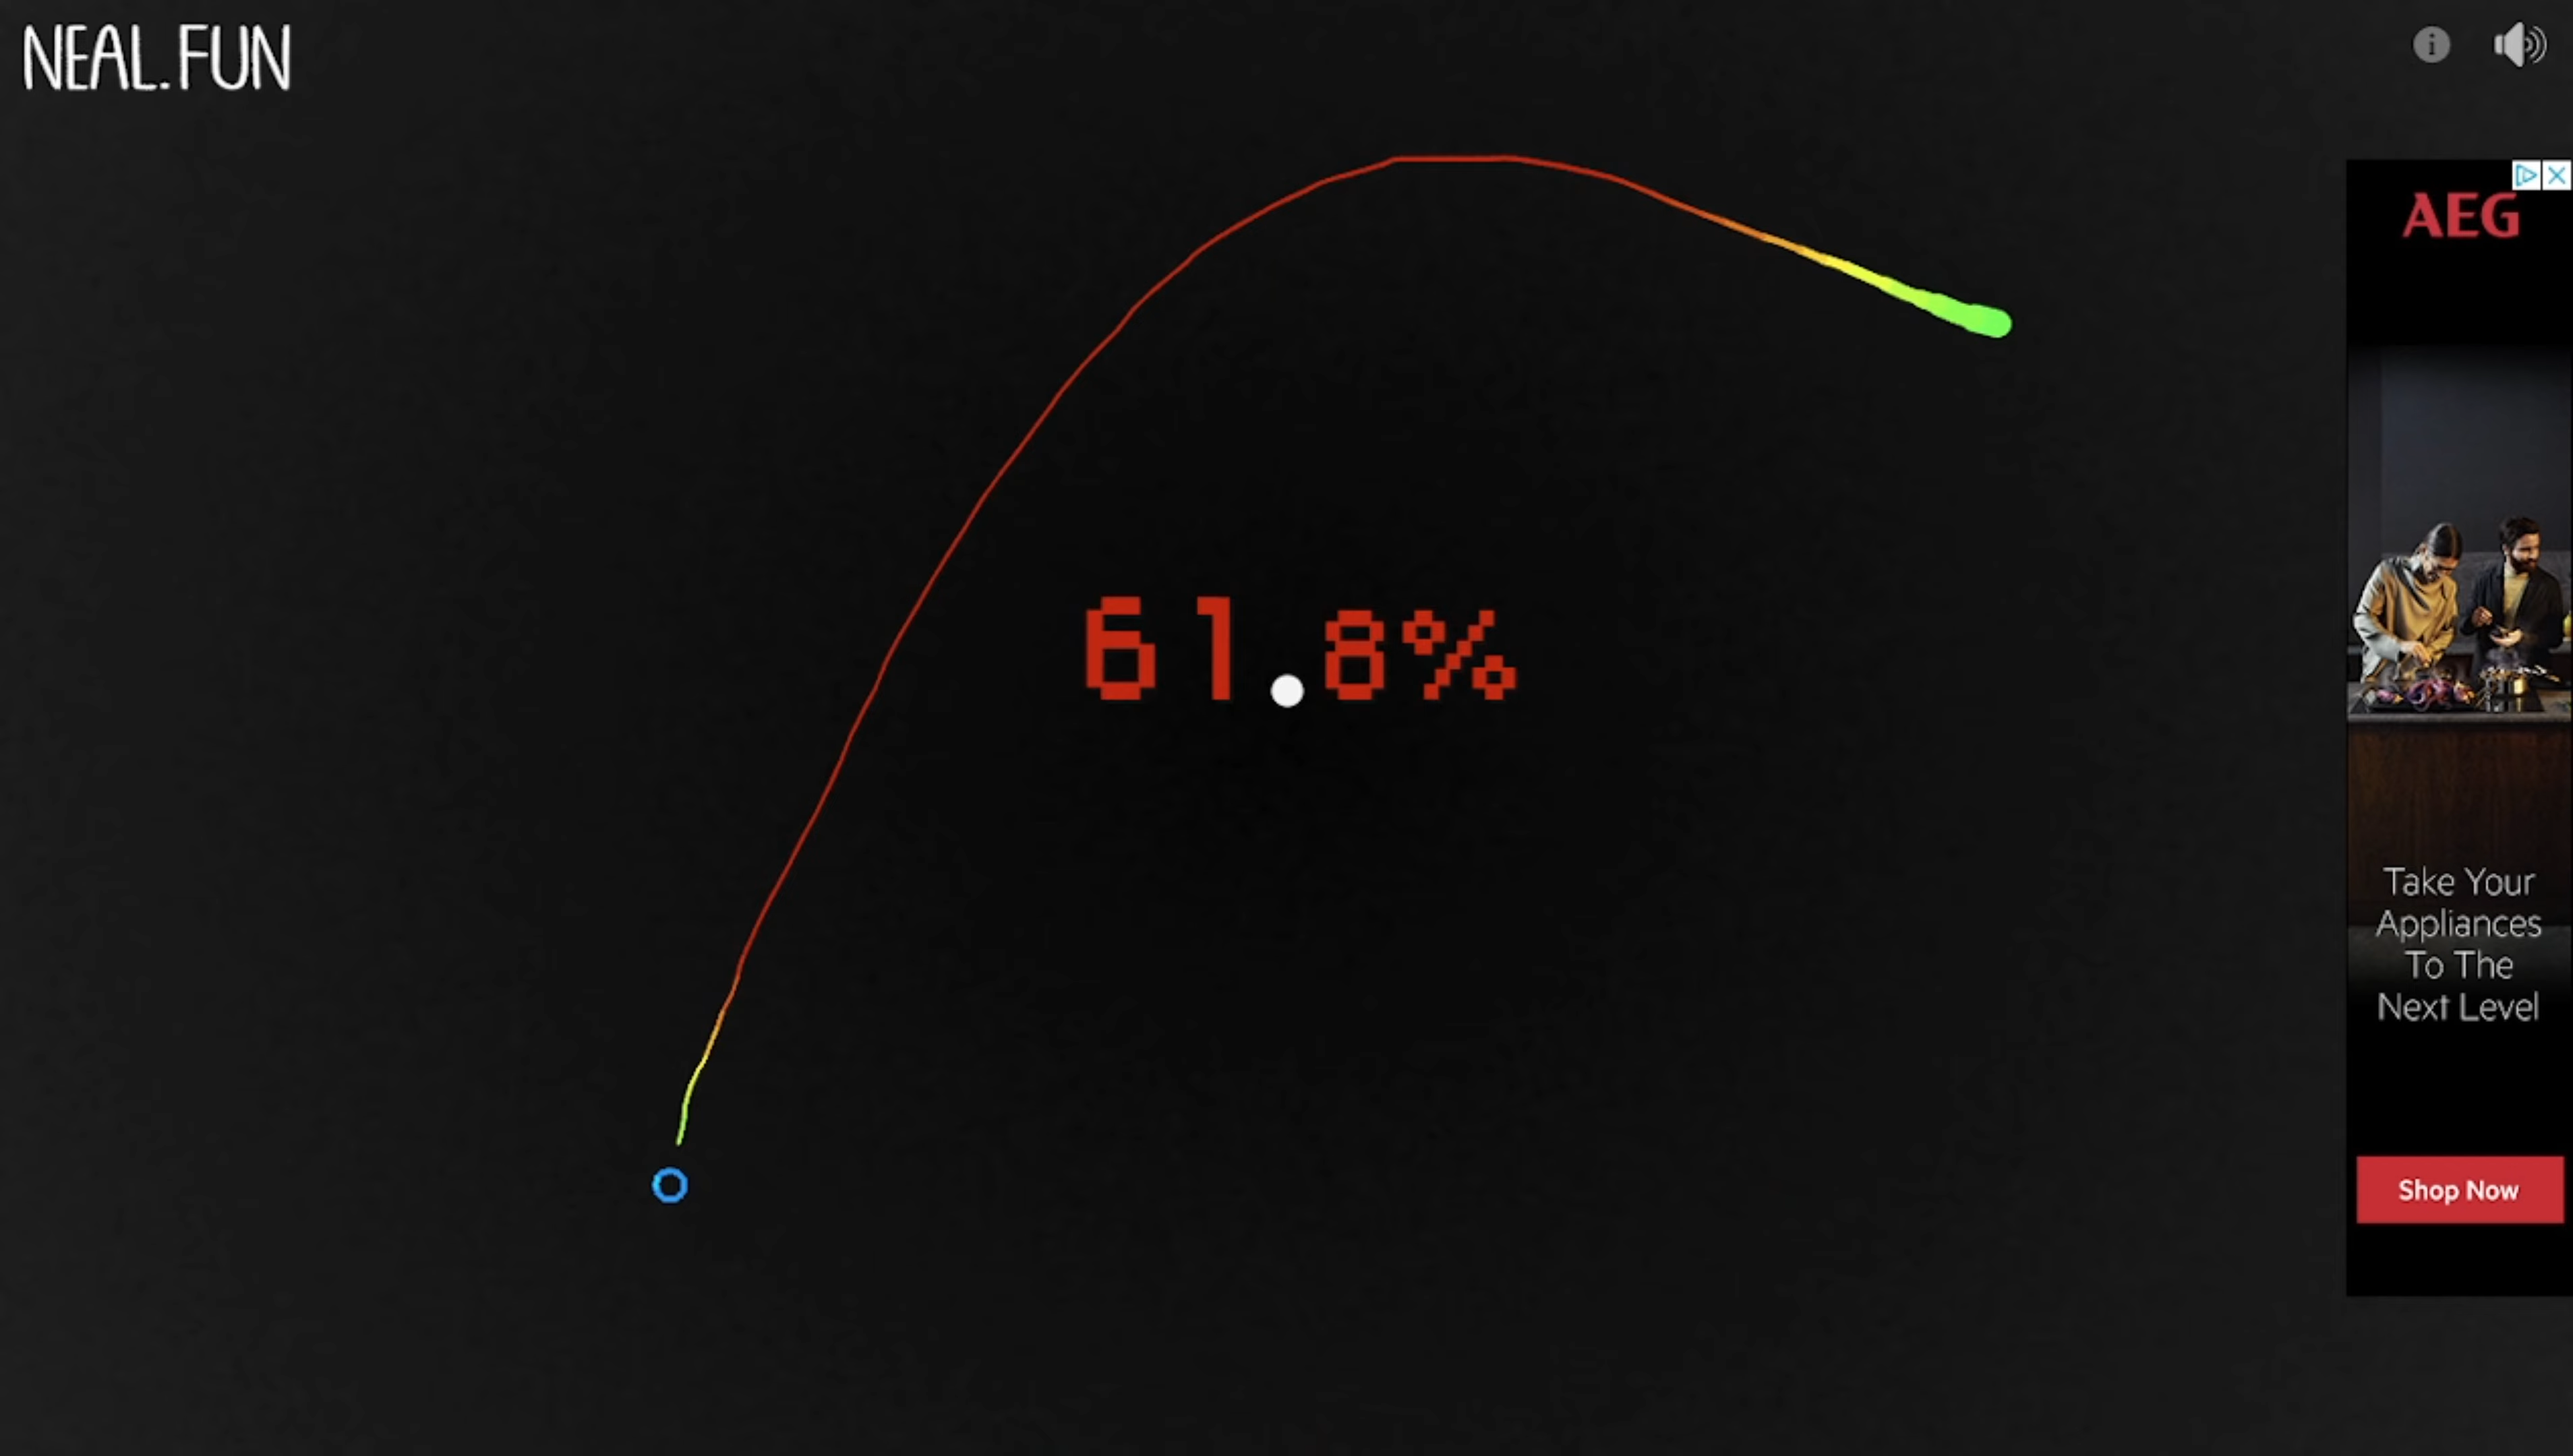 NEAL.FUN
61.8%
AEG
Take Your
Appliances
To The
Next Level
Shop Now